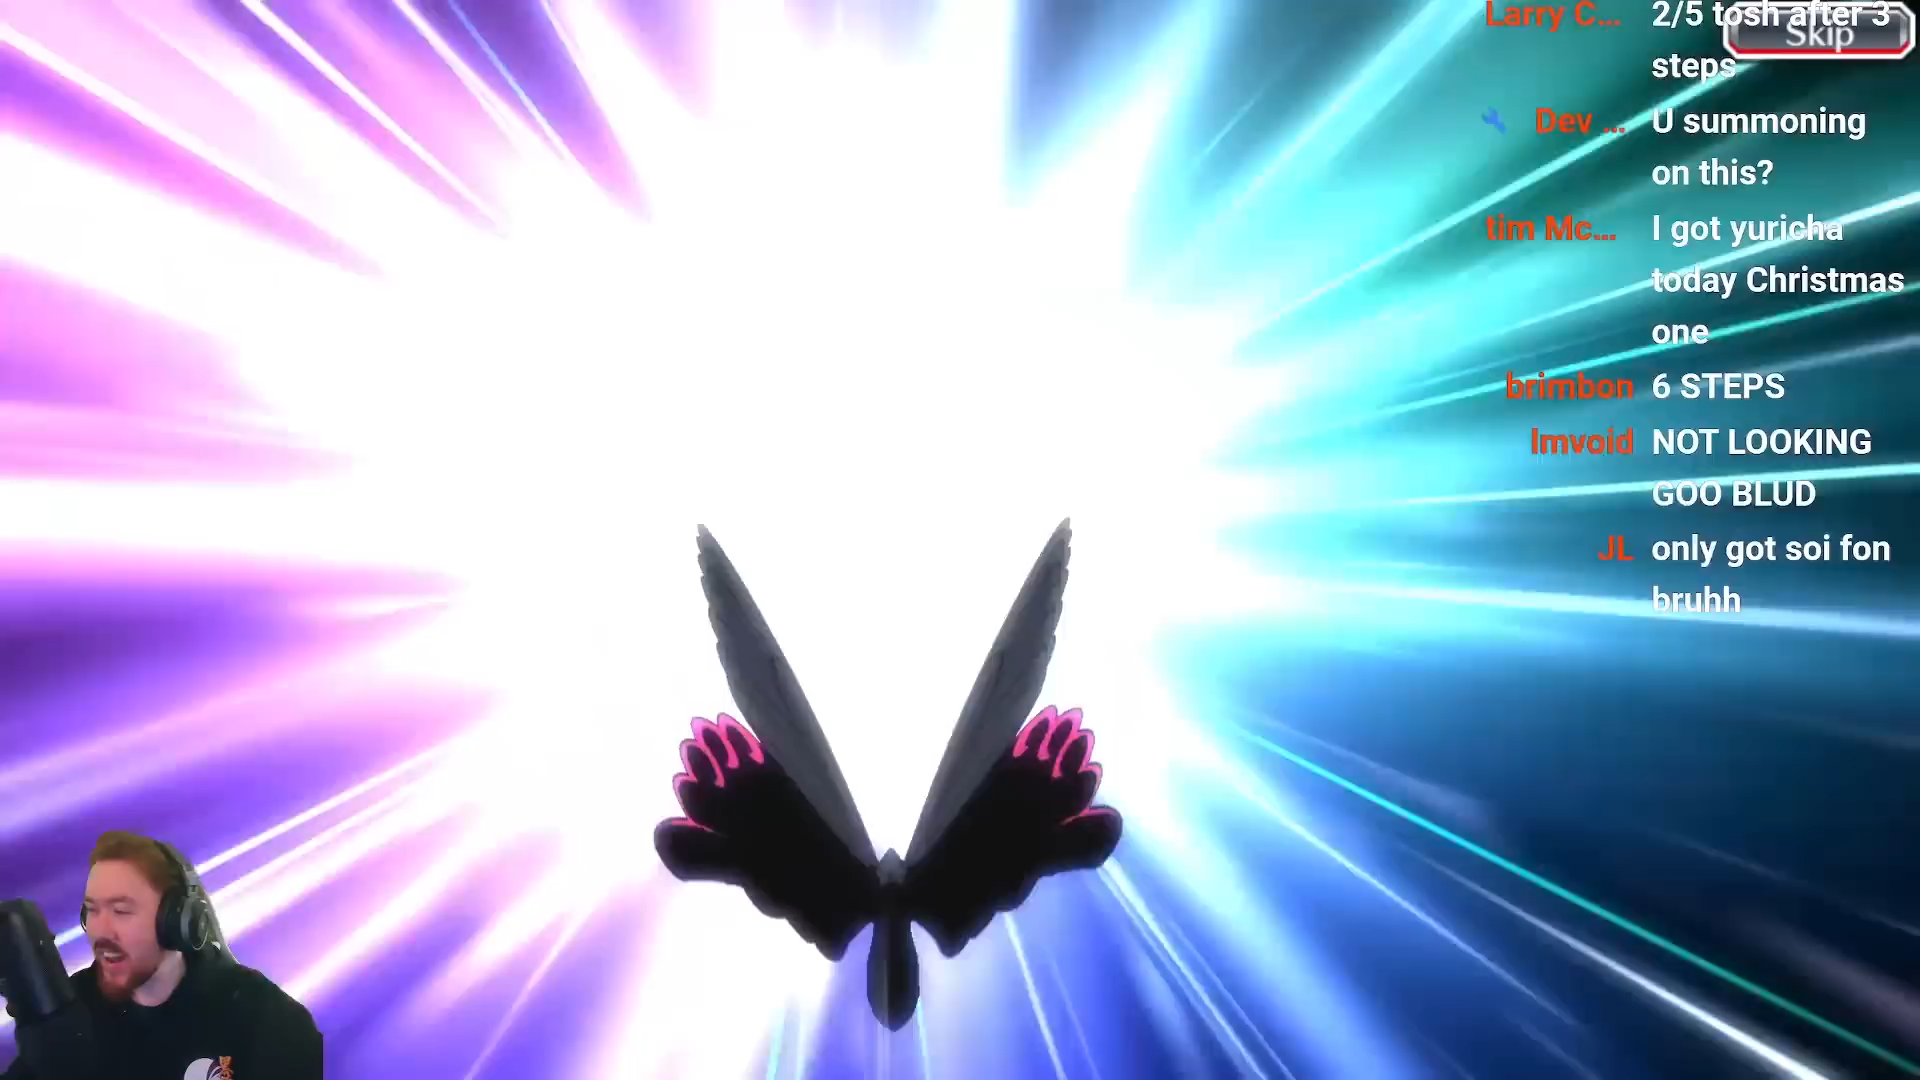 Larry C... 2/5 tosh after 3
Skip
steps
Dev ... U summoning
on this?
tim Mc... I got yuricha
today Christmas
one
brimbon 6 STEPS
Imvoid NOT LOOKING
GOO BLUD
JL only got soi fon
bruhh